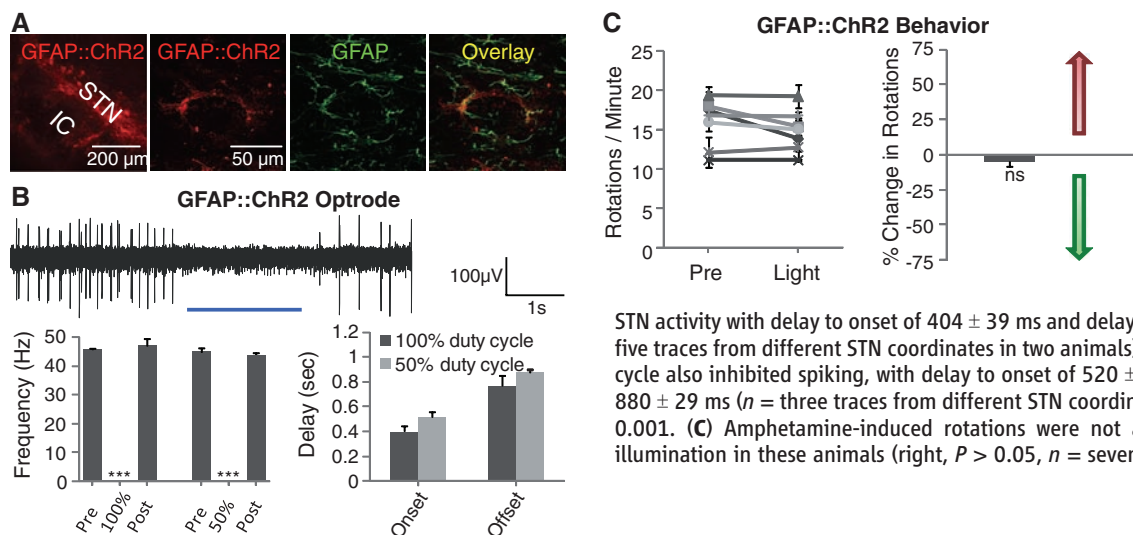 A
GFAP::ChR2
GFAP::ChR2
GFAP
Overlay
STN
IC
200 µm
50 µm
B
GFAP::ChR2 Optrode
100µV
1s
Frequency (Hz)
50
40
30
20
10
0
***
***
Pre
100%
Post
Pre
50%
Post
Delay (sec)
1.2
1
0.8
0.6
0.4
0.2
0
100% duty cycle
50% duty cycle
Onset
Offset
C
GFAP::ChR2 Behavior
Rotations / Minute
25
20
15
10
5
0
Pre
Light
% Change in Rotations
75
50
25
0
-25
-50
-75
ns
STN activity with delay to onset of 404 ± 39 ms and delay
five traces from different STN coordinates in two animals)
cycle also inhibited spiking, with delay to onset of 520 ±
880 ± 29 ms (n = three traces from different STN coordin
0.001. (C) Amphetamine-induced rotations were not a
illumination in these animals (right, P > 0.05, n = seven